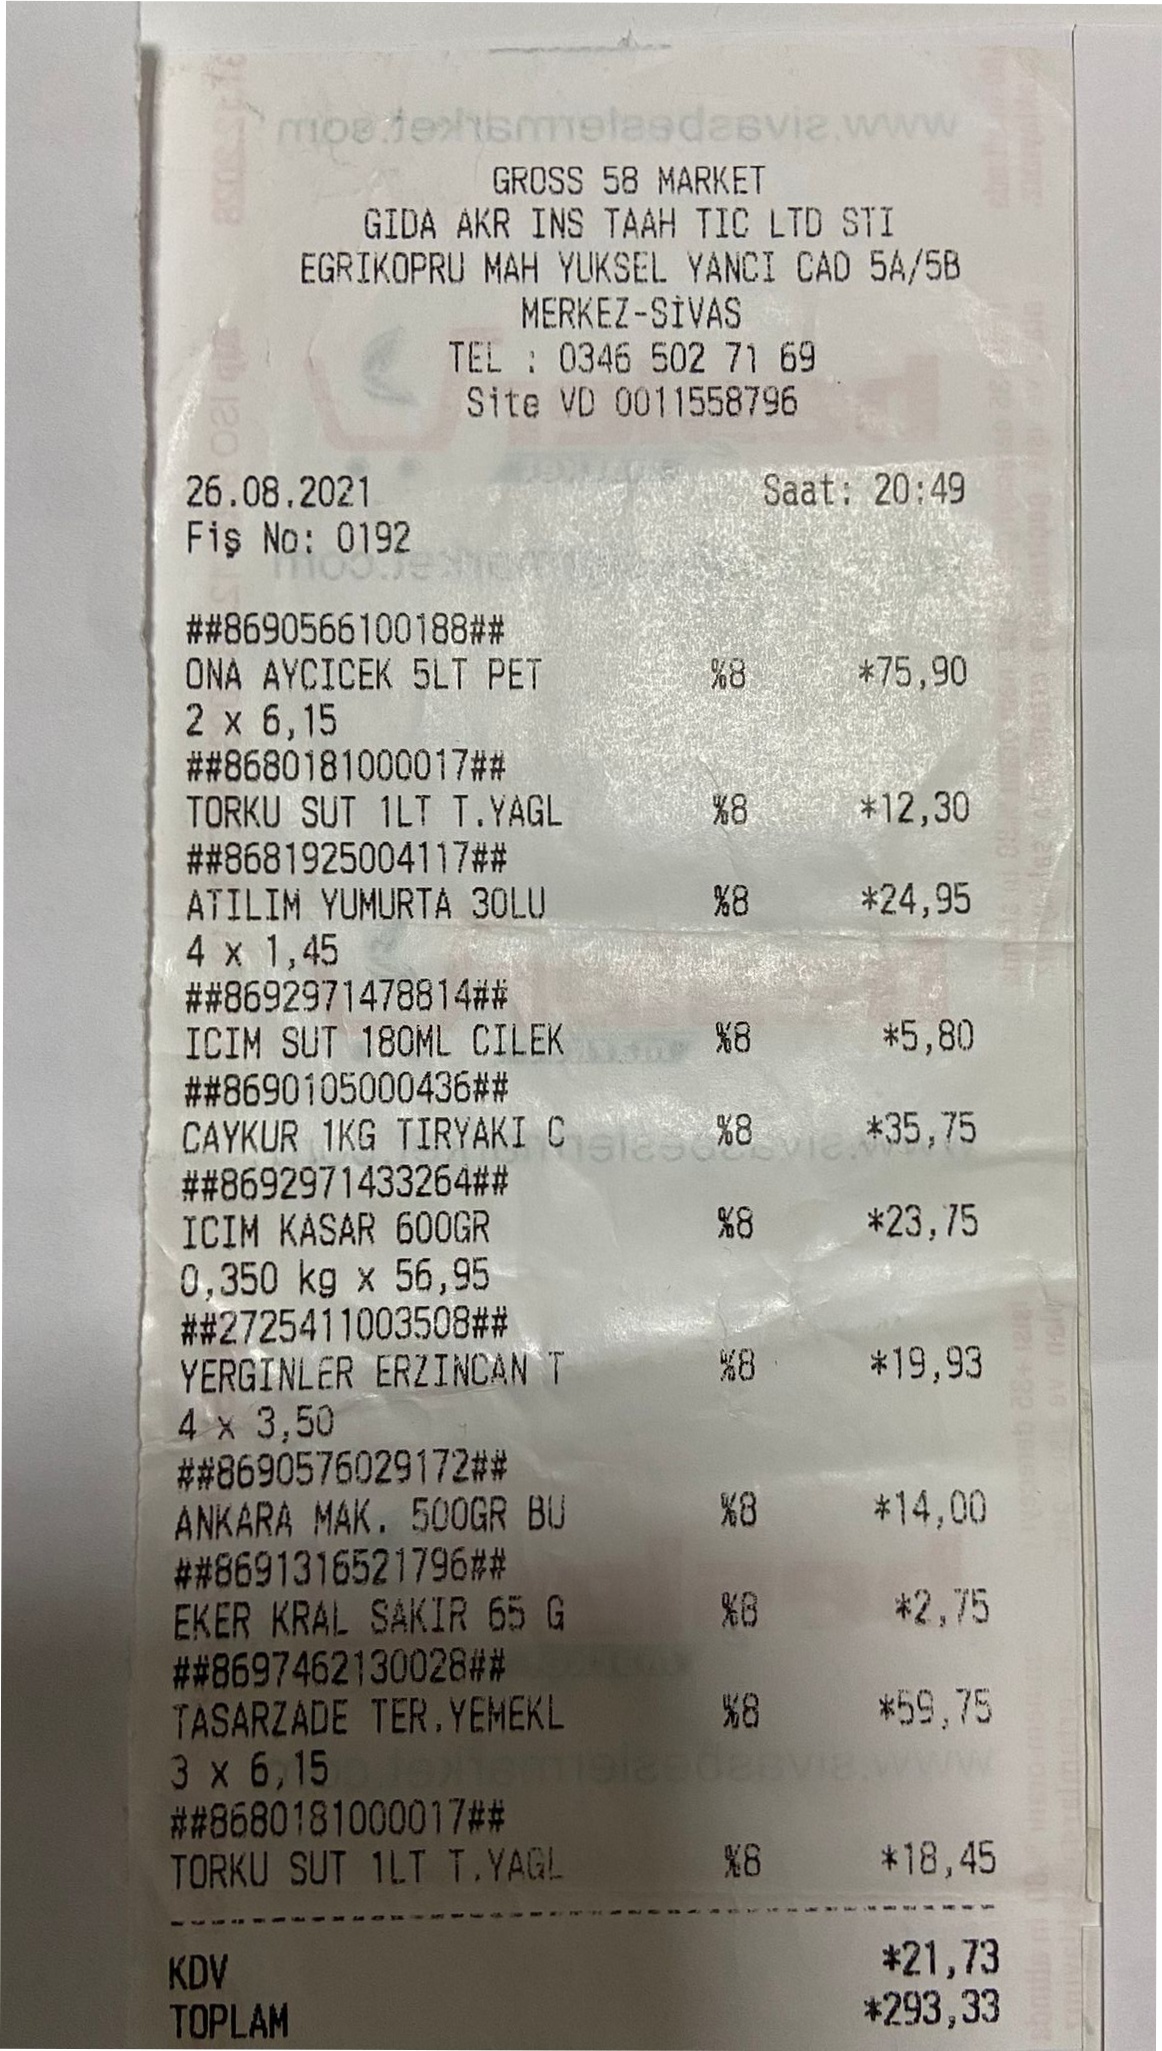 www.sivasbeslermarket.com
GROSS 58 MARKET
GIDA AKR INS TAAH TIC LTD STI
EGRIKOPRU MAH YUKSEL YANCI CAD 5A/5B
MERKEZ-SİVAS
TEL : 0346 502 71 69
Site VD 0011558796
26.08.2021 Saat: 20:49
Fiş No: 0192
##8690566100188##
ONA AYCICEK 5LT PET %8 *75,90
2 x 6,15
##8680181000017##
TORKU SUT 1LT T.YAGL %8 *12,30
##8681925004117##
ATILIM YUMURTA 30LU %8 *24,95
4 x 1,45
##8692971478814##
ICIM SUT 180ML CILEK %8 *5,80
##8690105000436##
CAYKUR 1KG TIRYAKI C %8 *35,75
##8692971433264##
ICIM KASAR 600GR %8 *23,75
0,350 kg x 56,95
##2725411003508##
YERGINLER ERZINCAN T %8 *19,93
4 x 3,50
##8690576029172##
ANKARA MAK. 500GR BU %8 *14,00
##8691316521796##
EKER KRAL SAKIR 65 G %8 *2,75
##8697462130028##
TASARZADE TER.YEMEKL %8 *59,75
3 x 6,15
##8680181000017##
TORKU SUT 1LT T.YAGL %8 *18,45
KDV *21,73
TOPLAM *293,33